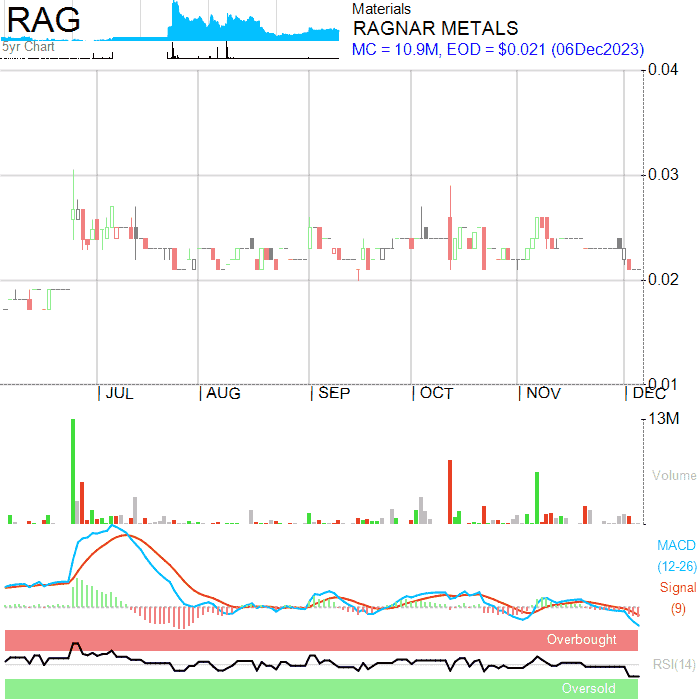 RAG
5yr Chart
Materials
RAGNAR METALS
MC = 10.9M, EOD = $0.021 (06Dec2023)
0.04
0.03
0.02
0.01
JUL
AUG
SEP
OCT
NOV
DEC
13M
Volume
MACD
(12-26)
Signal
(9)
Overbought
RSI(14)
Oversold